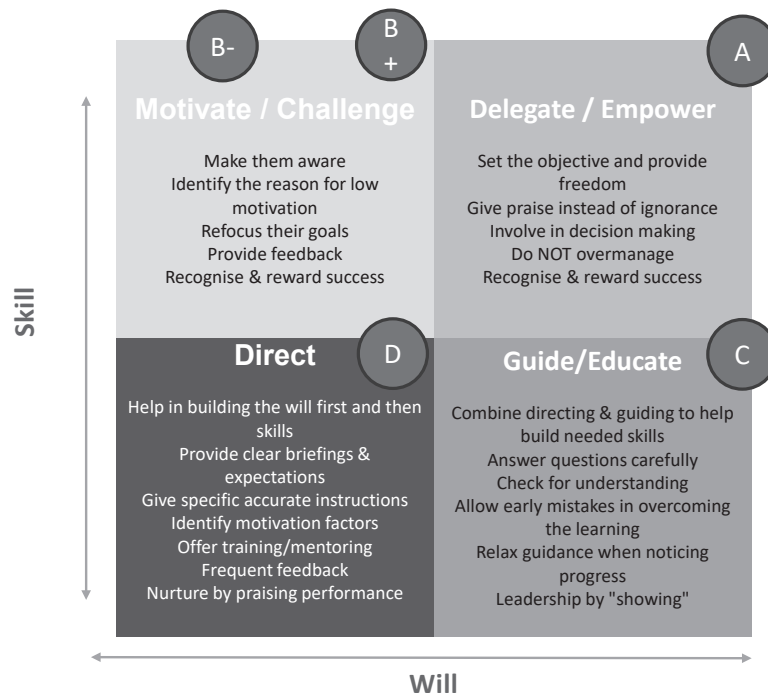 B-
B
+
A
Motivate / Challenge
Make them aware
Identify the reason for low
motivation
Refocus their goals
Provide feedback
Recognise & reward success
Delegate / Empower
Set the objective and provide
freedom
Give praise instead of ignorance
Involve in decision making
Do NOT overmanage
Recognise & reward success
Skill
Direct
D
Help in building the will first and then
skills
Provide clear briefings &
expectations
Give specific accurate instructions
Identify motivation factors
Offer training/mentoring
Frequent feedback
Nurture by praising performance
Guide/Educate
C
Combine directing & guiding to help
build needed skills
Answer questions carefully
Check for understanding
Allow early mistakes in overcoming
the learning
Relax guidance when noticing
progress
Leadership by "showing"
Will